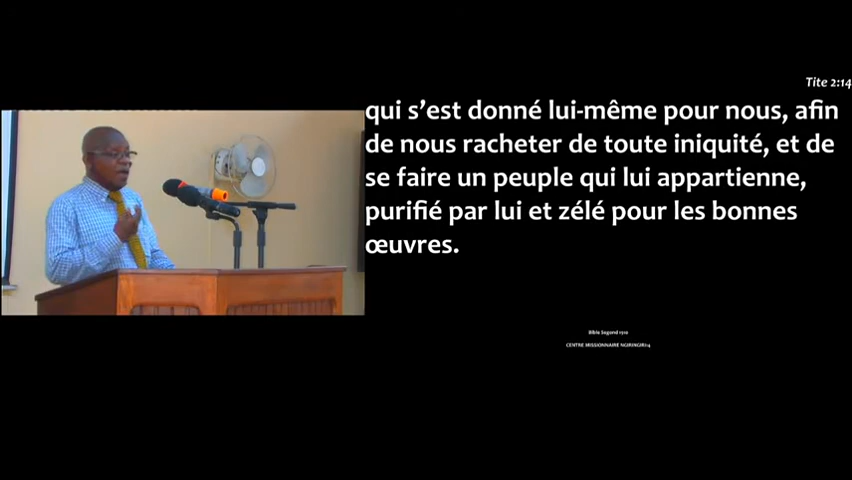 Tite 2:14
qui s’est donné lui-même pour nous, afin
de nous racheter de toute iniquité, et de
se faire un peuple qui lui appartienne,
purifié par lui et zélé pour les bonnes
œuvres.
Bible Segond 1910
CENTRE MISSIONNAIRE NGIRINGIRI14